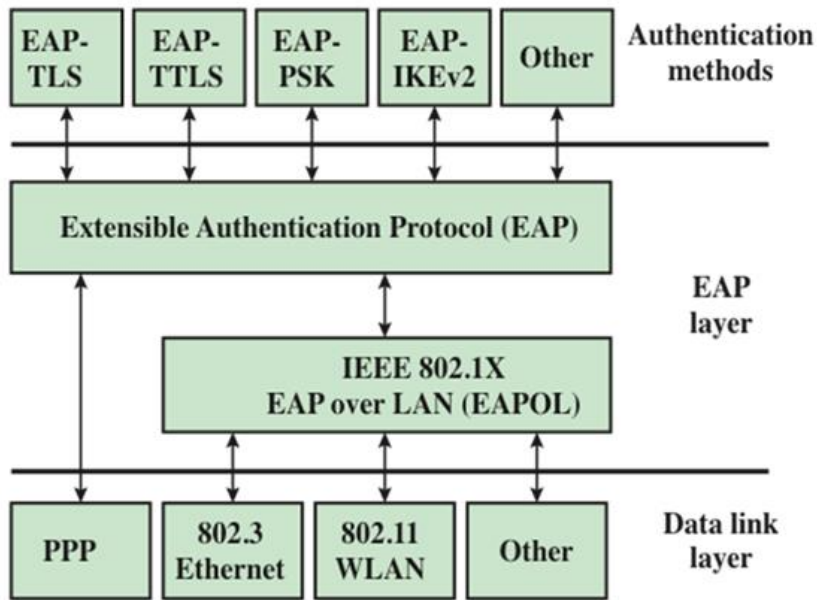 EAP-
TLS
EAP-
TTLS
EAP-
PSK
EAP-
IKEv2
Other
Authentication
methods
Extensible Authentication Protocol (EAP)
EAP
layer
IEEE 802.1X
EAP over LAN (EAPOL)
PPP
802.3
Ethernet
802.11
WLAN
Other
Data link
layer